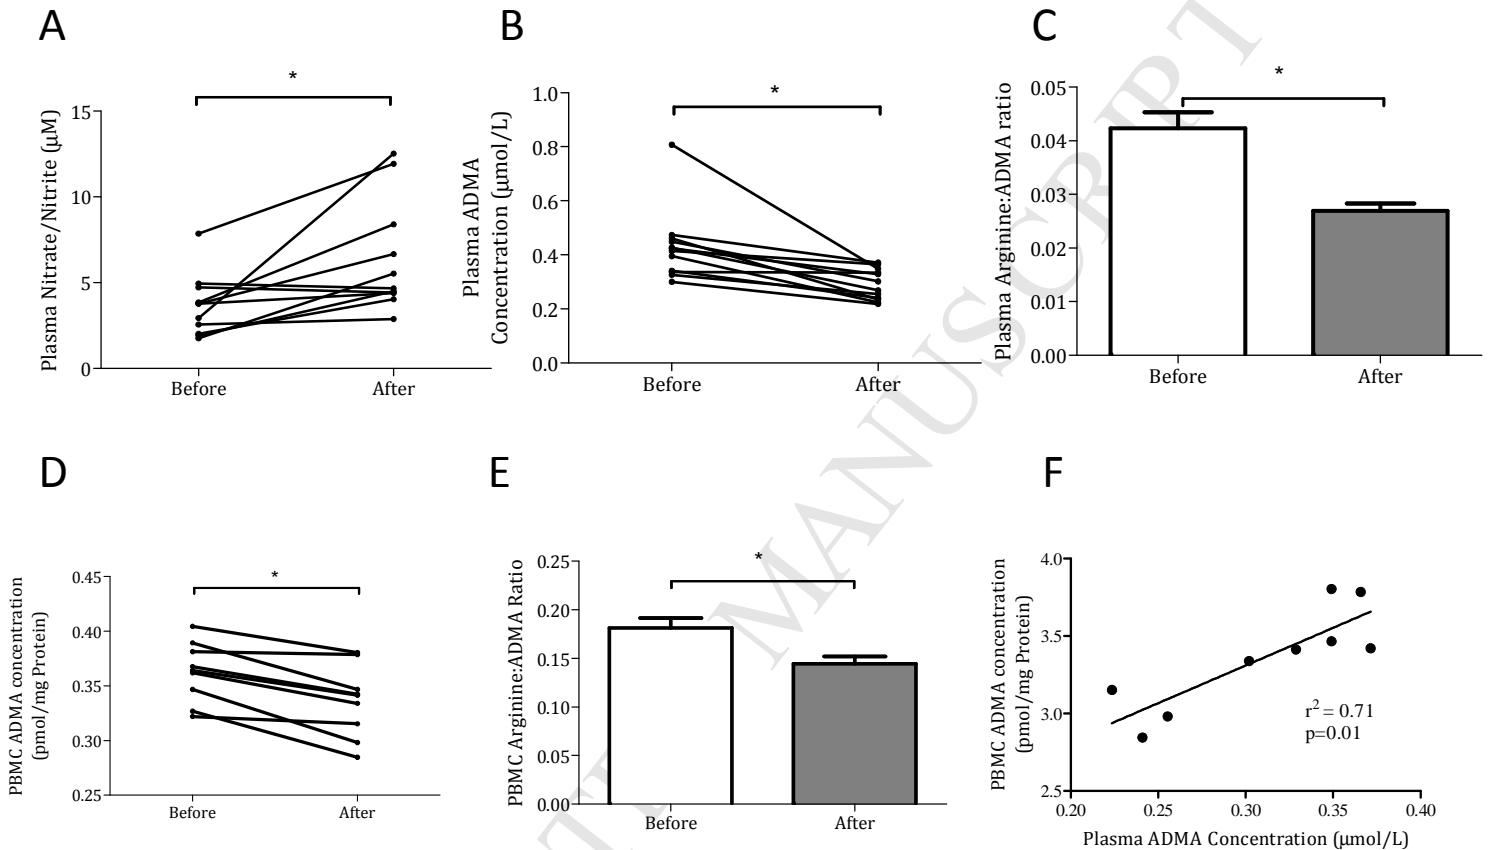 A
B
C
*
*
*
Plasma Nitrate/Nitrite (μM)
15
10
5
0
Before
After
Plasma ADMA
Concentration (μmol/L)
1.0
0.8
0.6
0.4
0.2
0.0
Before
After
Plasma Arginine:ADMA ratio
0.05
0.04
0.03
0.02
0.01
0.00
Before
After
MANUSCRIPT
D
E
F
*
*
PBMC ADMA concentration
(pmol/mg Protein)
0.45
0.40
0.35
0.30
0.25
Before
After
PBMC Arginine:ADMA Ratio
0.25
0.20
0.15
0.10
0.05
0.00
Before
After
PBMC ADMA concentration
(pmol/mg Protein)
4.0
3.5
3.0
2.5
r² = 0.71
p=0.01
0.20
0.25
0.30
0.35
0.40
Plasma ADMA Concentration (μmol/L)